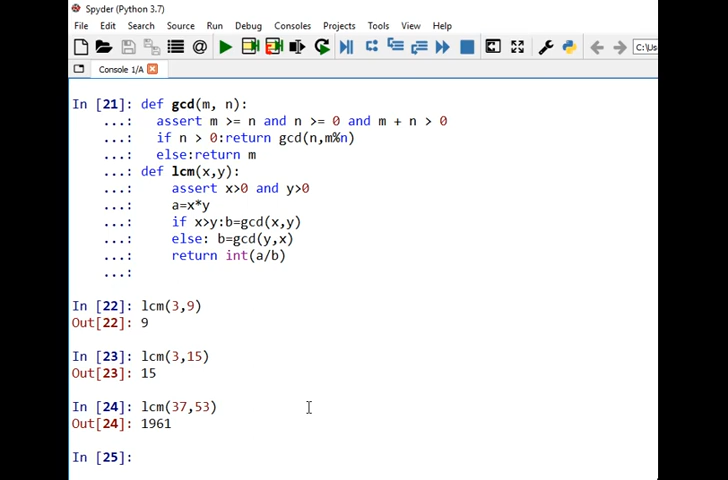 Spyder (Python 3.7)
File Edit Search Source Run Debug Consoles Projects Tools View Help
C:\Us
Console 1/A
In [21]: def gcd(m, n):
...: assert m >= n and n >= 0 and m + n > 0
...: if n > 0:return gcd(n,m%n)
...: else:return m
...: def lcm(x,y):
...: assert x>0 and y>0
...: a=x*y
...: if x>y:b=gcd(x,y)
...: else: b=gcd(y,x)
...: return int(a/b)
...:
In [22]: lcm(3,9)
Out[22]: 9
In [23]: lcm(3,15)
Out[23]: 15
In [24]: lcm(37,53)
Out[24]: 1961
In [25]: